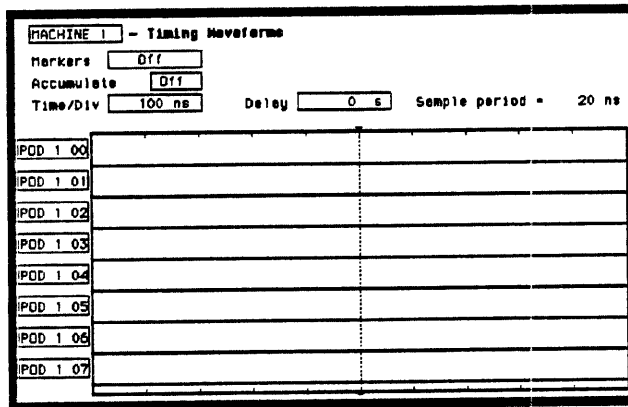 MACHINE 1 - Timing Waveforms
Markers Off
Accumulate Off
Time/Div 100 ns Delay 0 s Sample period = 20 ns
POD 1 00
POD 1 01
POD 1 02
POD 1 03
POD 1 04
POD 1 05
POD 1 06
POD 1 07